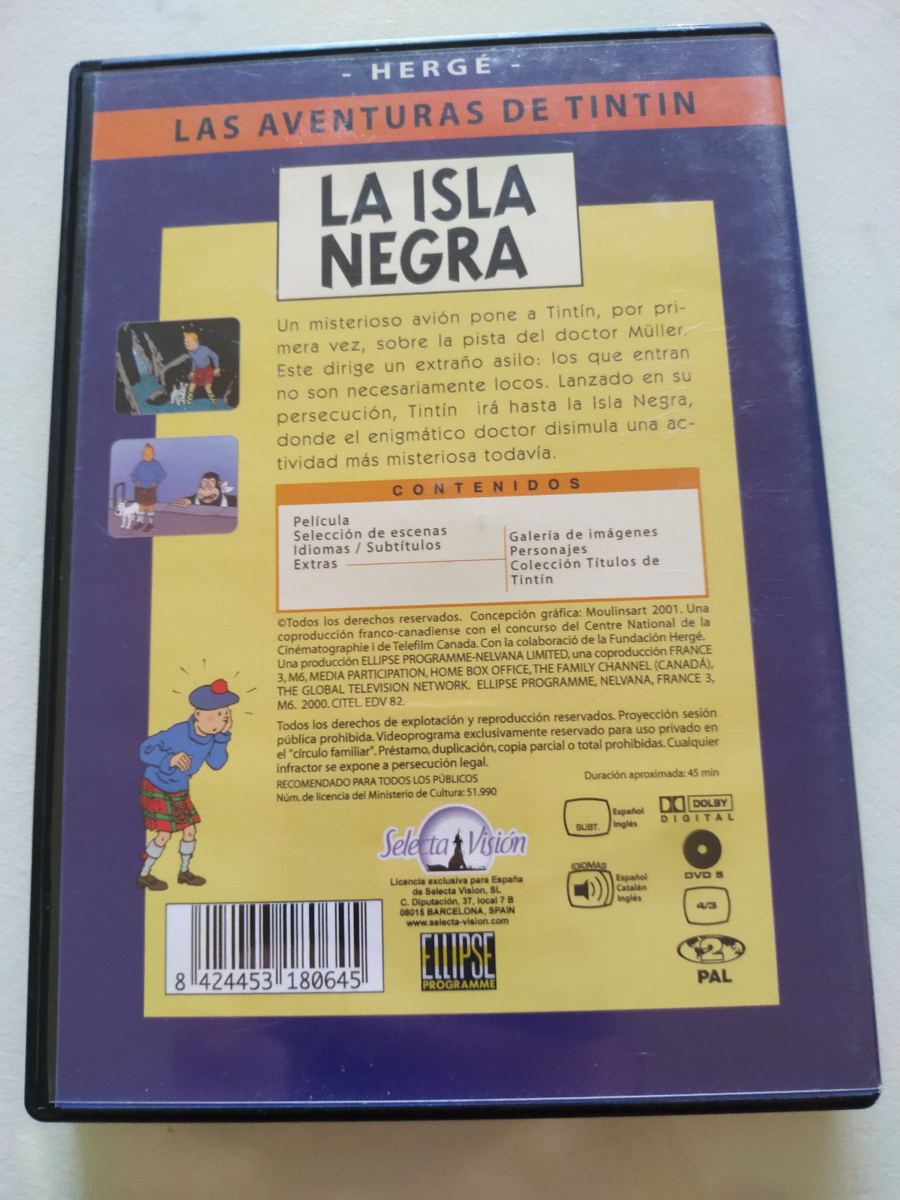 - HERGÉ -
LAS AVENTURAS DE TINTIN
LA ISLA
NEGRA
Un misterioso avión pone a Tintín, por pri-
mera vez, sobre la pista del doctor Müller.
Este dirige un extraño asilo: los que entran
no son necesariamente locos. Lanzado en su
persecución, Tintín irá hasta la Isla Negra,
donde el enigmático doctor disimula una ac-
tividad más misteriosa todavía.
CONTENIDOS
Película
Selección de escenas
Idiomas / Subtítulos
Extras
Galería de imágenes
Personajes
Colección Títulos de
Tintín
©Todos los derechos reservados. Concepción gráfica: Moulinsart 2001. Una
coproducción franco-canadiense con el concurso del Centre National de la
Cinématographie i de Telefilm Canada. Con la colaboració de la Fundación Hergé.
Una producción ELLIPSE PROGRAMME-NELVANA LIMITED, una coproducción FRANCE
3, M6, MEDIA PARTICIPATION, HOME BOX OFFICE, THE FAMILY CHANNEL (CANADÁ),
THE GLOBAL TELEVISION NETWORK. ELLIPSE PROGRAMME, NELVANA, FRANCE 3,
M6. 2000. CITEL. EDV 82.
Todos los derechos de explotación y reproducción reservados. Proyección sesión
pública prohibida. Videoprograma exclusivamente reservado para uso privado en
el "círculo familiar". Préstamo, duplicación, copia parcial o total prohibidas. Cualquier
infractor se expone a persecución legal.
RECOMENDADO PARA TODOS LOS PÚBLICOS
Núm. de licencia del Ministerio de Cultura: 51.990
Duración aproximada: 45 min
Selecta Visión
Licencia exclusiva para España
de Selecta Vision, SL
C. Diputación, 37, local 7 B
08015 BARCELONA, SPAIN
www.selecta-vision.com
ELLIPSE
PROGRAMME
SUBT.
Español
Inglés
IDIOMAS
Español
Catalán
Inglés
DOLBY
DIGITAL
DVD 5
4/3
2
PAL
8 424453 180645